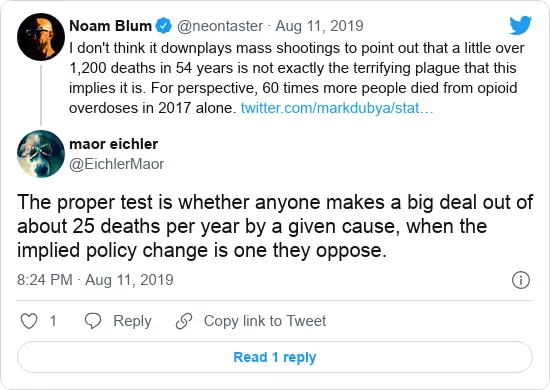 Noam Blum @neontaster · Aug 11, 2019
I don't think it downplays mass shootings to point out that a little over
1,200 deaths in 54 years is not exactly the terrifying plague that this
implies it is. For perspective, 60 times more people died from opioid
overdoses in 2017 alone. twitter.com/markdubya/stat…
maor eichler
@EichlerMaor
The proper test is whether anyone makes a big deal out of
about 25 deaths per year by a given cause, when the
implied policy change is one they oppose.
8:24 PM · Aug 11, 2019
1 Reply Copy link to Tweet
Read 1 reply